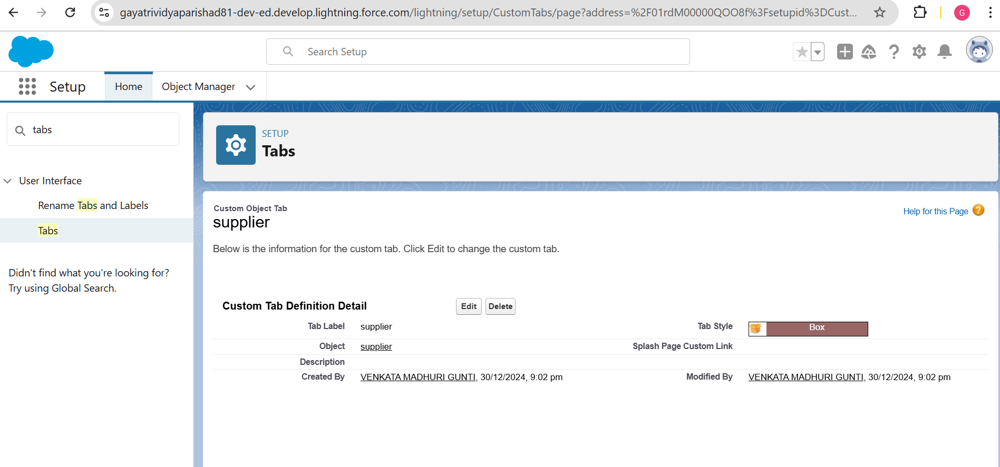 gayatrividyaparishad81-dev-ed.develop.lightning.force.com/lightning/setup/CustomTabs/page?address=%2F01rdM00000QOO8f%3Fsetupid%3DCust...
G
Search Setup
Setup
Home
Object Manager
tabs
SETUP
Tabs
User Interface
Rename Tabs and Labels
Tabs
Didn't find what you're looking for?
Try using Global Search.
Custom Object Tab
supplier
Help for this Page ?
Below is the information for the custom tab. Click Edit to change the custom tab.
Custom Tab Definition Detail
Edit Delete
Tab Label supplier Tab Style Box
Object supplier Splash Page Custom Link
Description
Created By VENKATA MADHURI GUNTI, 30/12/2024, 9:02 pm Modified By VENKATA MADHURI GUNTI, 30/12/2024, 9:02 pm